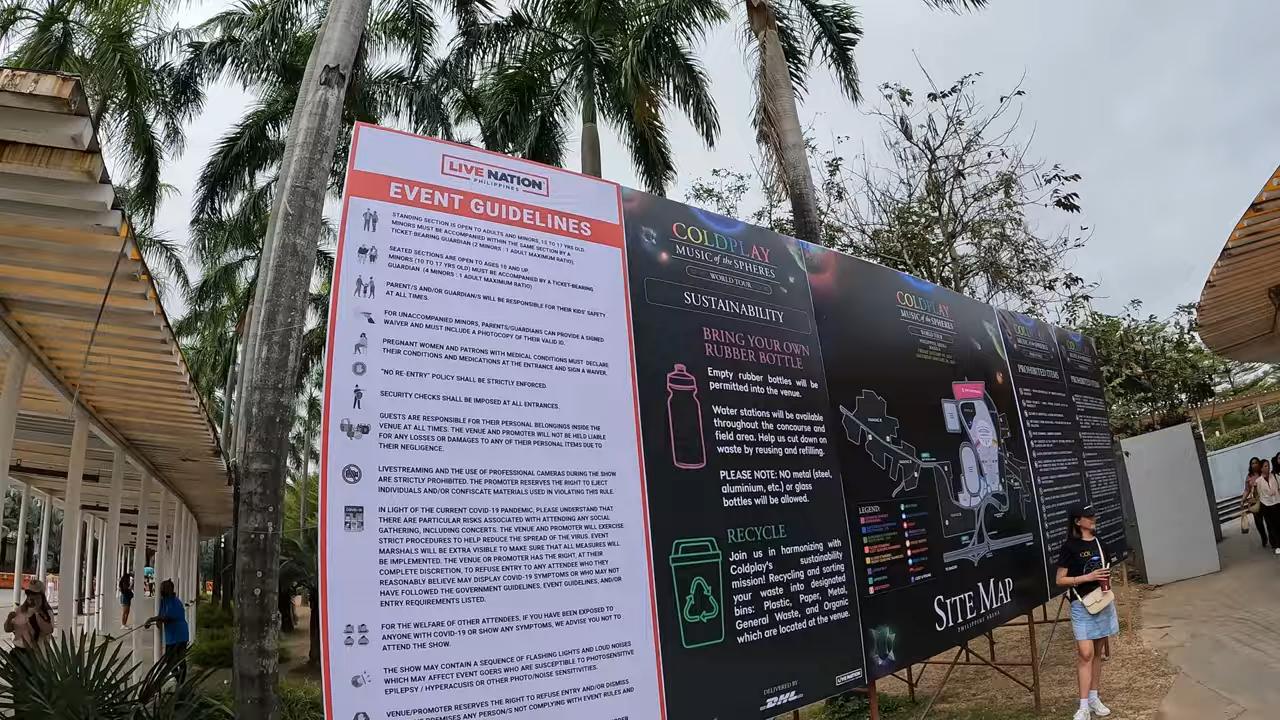 LIVE NATION
PHILIPPINES
EVENT GUIDELINES
STANDING SECTION IS OPEN TO ADULTS AND MINORS, 15 TO 17 YRS OLD.
MINORS MUST BE ACCOMPANIED WITHIN THE SAME SECTION BY A
TICKET-BEARING GUARDIAN (2 MINORS : 1 ADULT MAXIMUM RATIO)
SEATED SECTIONS ARE OPEN TO AGES 10 AND UP.
MINORS (10 TO 17 YRS OLD) MUST BE ACCOMPANIED BY A TICKET-BEARING
GUARDIAN (4 MINORS : 1 ADULT MAXIMUM RATIO)
PARENT/S AND/OR GUARDIAN/S WILL BE RESPONSIBLE FOR THEIR KIDS' SAFETY
AT ALL TIMES.
FOR UNACCOMPANIED MINORS, PARENTS/GUARDIANS CAN PROVIDE A SIGNED
WAIVER AND MUST INCLUDE A PHOTOCOPY OF THEIR VALID ID.
PREGNANT WOMEN AND PATRONS WITH MEDICAL CONDITIONS MUST DECLARE
THEIR CONDITIONS AND MEDICATIONS AT THE ENTRANCE AND SIGN A WAIVER.
"NO RE-ENTRY" POLICY SHALL BE STRICTLY ENFORCED.
SECURITY CHECKS SHALL BE IMPOSED AT ALL ENTRANCES.
GUESTS ARE RESPONSIBLE FOR THEIR PERSONAL BELONGINGS INSIDE THE
VENUE AT ALL TIMES. THE VENUE AND PROMOTER WILL NOT BE HELD LIABLE
FOR ANY LOSSES OR DAMAGES TO ANY OF THEIR PERSONAL ITEMS DUE TO
THEIR NEGLIGENCE.
LIVESTREAMING AND THE USE OF PROFESSIONAL CAMERAS DURING THE SHOW
ARE STRICTLY PROHIBITED. THE PROMOTER RESERVES THE RIGHT TO EJECT
INDIVIDUALS AND/OR CONFISCATE MATERIALS USED IN VIOLATING THIS RULE.
IN LIGHT OF THE CURRENT COVID-19 PANDEMIC, PLEASE UNDERSTAND THAT
THERE ARE PARTICULAR RISKS ASSOCIATED WITH ATTENDING ANY SOCIAL
GATHERING, INCLUDING CONCERTS. THE VENUE AND PROMOTER WILL EXERCISE
STRICT PROCEDURES TO HELP REDUCE THE SPREAD OF THE VIRUS. EVENT
MARSHALS WILL BE EXTRA VISIBLE TO MAKE SURE THAT ALL MEASURES WILL
BE IMPLEMENTED. THE VENUE OR PROMOTER HAS THE RIGHT, AT THEIR
COMPLETE DISCRETION, TO REFUSE ENTRY TO ANY ATTENDEE WHO THEY
REASONABLY BELIEVE MAY DISPLAY COVID-19 SYMPTOMS OR WHO MAY NOT
HAVE FOLLOWED THE GOVERNMENT GUIDELINES, EVENT GUIDELINES, AND/OR
ENTRY REQUIREMENTS LISTED.
FOR THE WELFARE OF OTHER ATTENDEES, IF YOU HAVE BEEN EXPOSED TO
ANYONE WITH COVID-19 OR SHOW ANY SYMPTOMS, WE ADVISE YOU NOT TO
ATTEND THE SHOW.
THE SHOW MAY CONTAIN A SEQUENCE OF FLASHING LIGHTS AND LOUD NOISES
WHICH MAY AFFECT EVENT GOERS WHO ARE SUSCEPTIBLE TO PHOTOSENSITIVE
EPILEPSY / HYPERACUSIS OR OTHER PHOTO/NOISE SENSITIVITIES.
VENUE/PROMOTER RESERVES THE RIGHT TO REFUSE ENTRY AND/OR DISMISS
PREMISES ANY PERSON/S NOT COMPLYING WITH EVENT RULES AND
COLDPLAY
MUSIC of the SPHERES
WORLD TOUR
SUSTAINABILITY
BRING YOUR OWN
RUBBER BOTTLE
Empty rubber bottles will be
permitted into the venue.
Water stations will be available
throughout the concourse and
field area. Help us cut down on
waste by reusing and refilling.
PLEASE NOTE: NO metal (steel,
aluminium, etc.) or glass
bottles will be allowed.
RECYCLE
Join us in harmonizing with
Coldplay's sustainability
mission! Recycling and sorting
your waste into designated
bins: Plastic, Paper, Metal,
General Waste, and Organic
which are located at the venue.
DELIVERED BY
DHL
LIVE NATION
COLDPLAY
MUSIC of the SPHERES
WORLD TOUR
LEGEND:
SITE MAP
PHILIPPINE ARENA
PROHIBITED ITEMS
PROHIBITED ITEMS
COLDPLAY